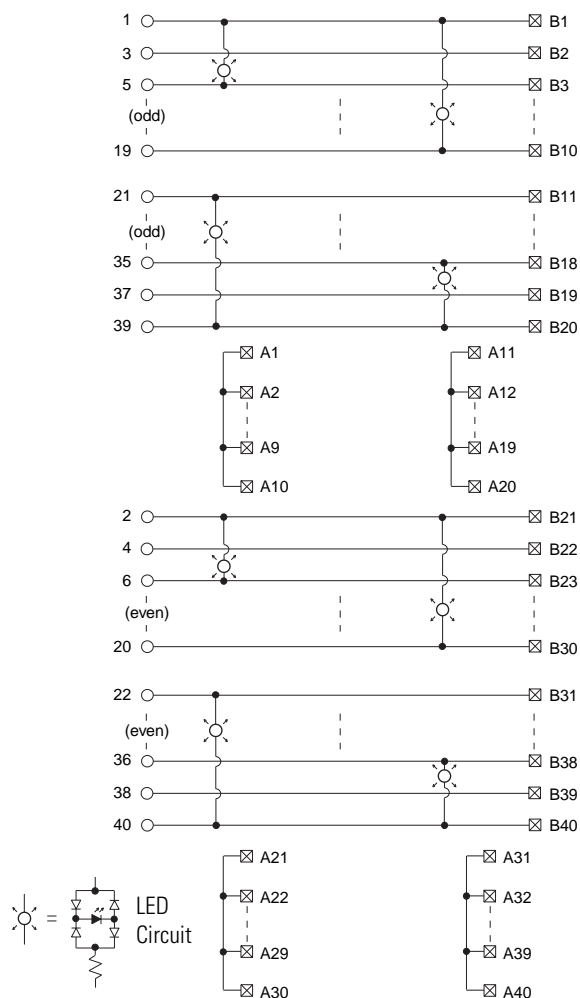 1 B1
3 B2
5 B3
(odd)
19 B10
21 B11
(odd)
35 B18
37 B19
39 B20
A1 A11
A2 A12
A9 A19
A10 A20
2 B21
4 B22
6 B23
(even)
20 B30
22 B31
(even)
36 B38
38 B39
40 B40
A21 A31
A22 A32
= LED
Circuit
A29 A39
A30 A40